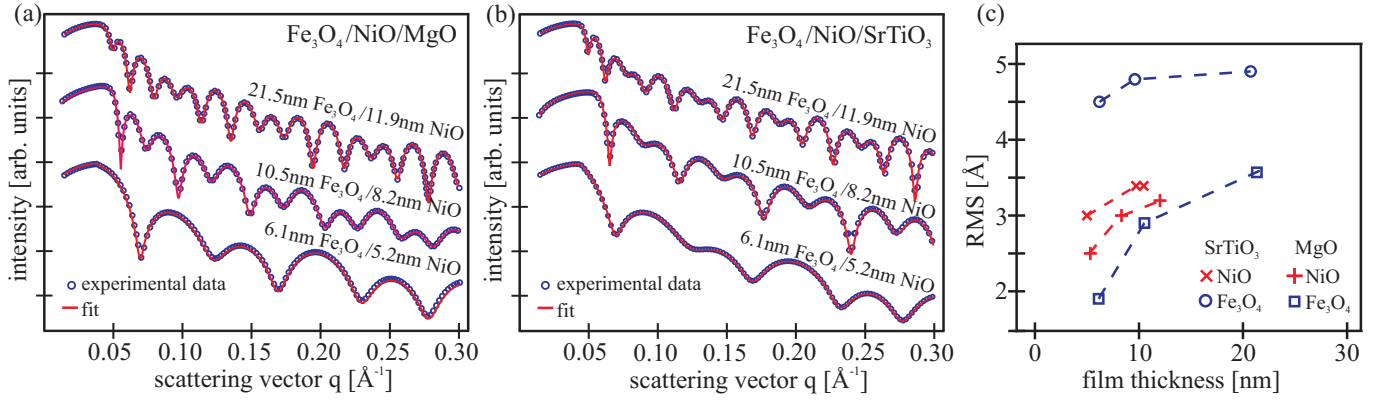 (a)
Fe₃O₄/NiO/MgO
21.5nm Fe₃O₄/11.9nm NiO
10.5nm Fe₃O₄/8.2nm NiO
6.1nm Fe₃O₄/5.2nm NiO
experimental data
fit
intensity [arb. units]
0.05 0.10 0.15 0.20 0.25 0.30
scattering vector q [Å⁻¹]
(b)
Fe₃O₄/NiO/SrTiO₃
21.5nm Fe₃O₄/11.9nm NiO
10.5nm Fe₃O₄/8.2nm NiO
6.1nm Fe₃O₄/5.2nm NiO
experimental data
fit
intensity [arb. units]
0.05 0.10 0.15 0.20 0.25 0.30
scattering vector q [Å⁻¹]
(c)
5
4
3
2
RMS [Å]
SrTiO₃ MgO
NiO NiO
Fe₃O₄ Fe₃O₄
0 10 20 30
film thickness [nm]